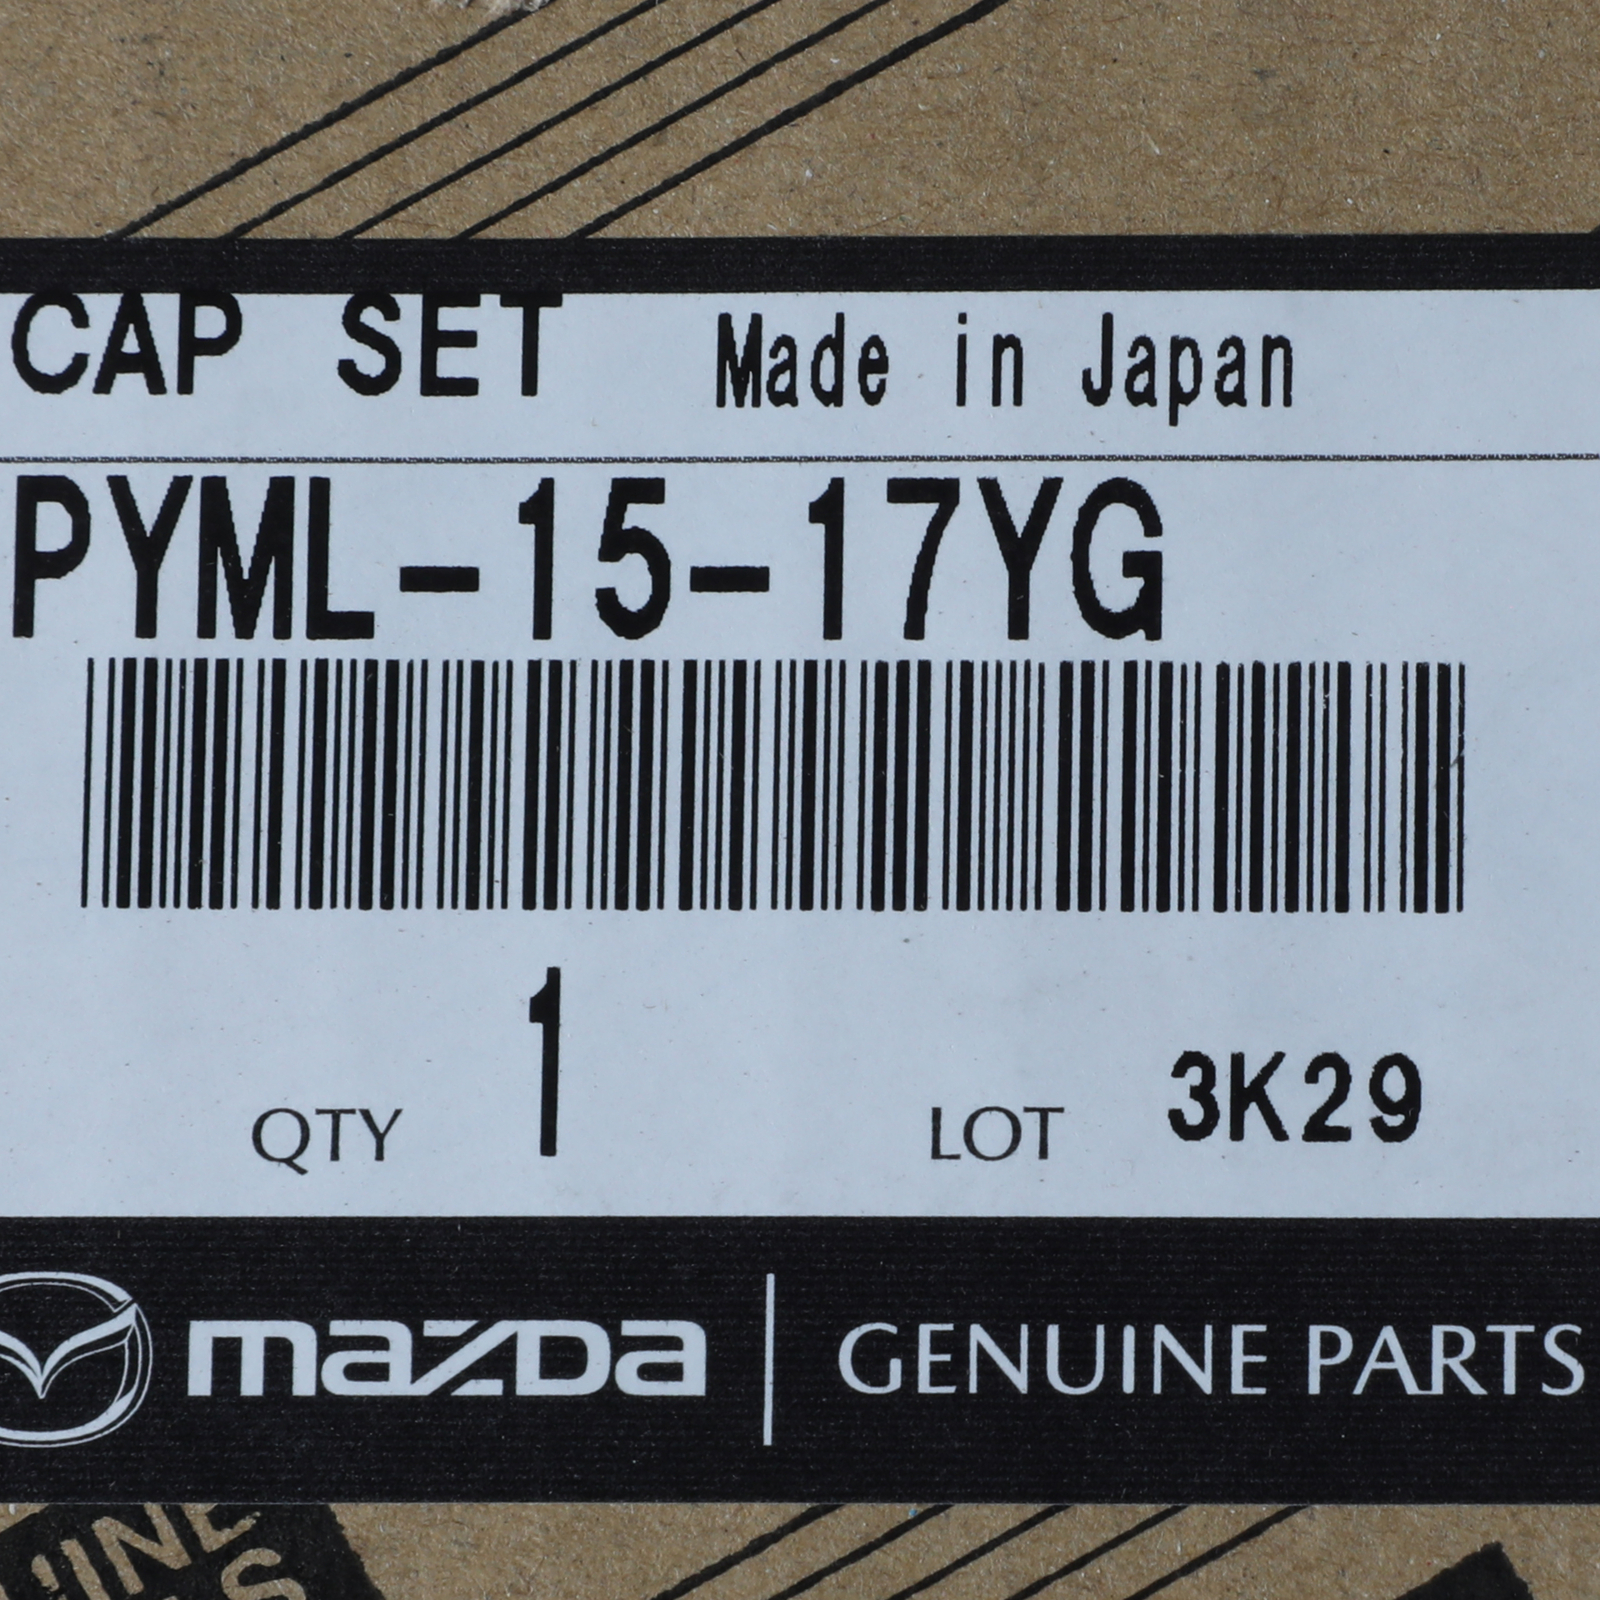 CAP SET Made in Japan
PYML-15-17YG
QTY 1 LOT 3K29
mazda GENUINE PARTS